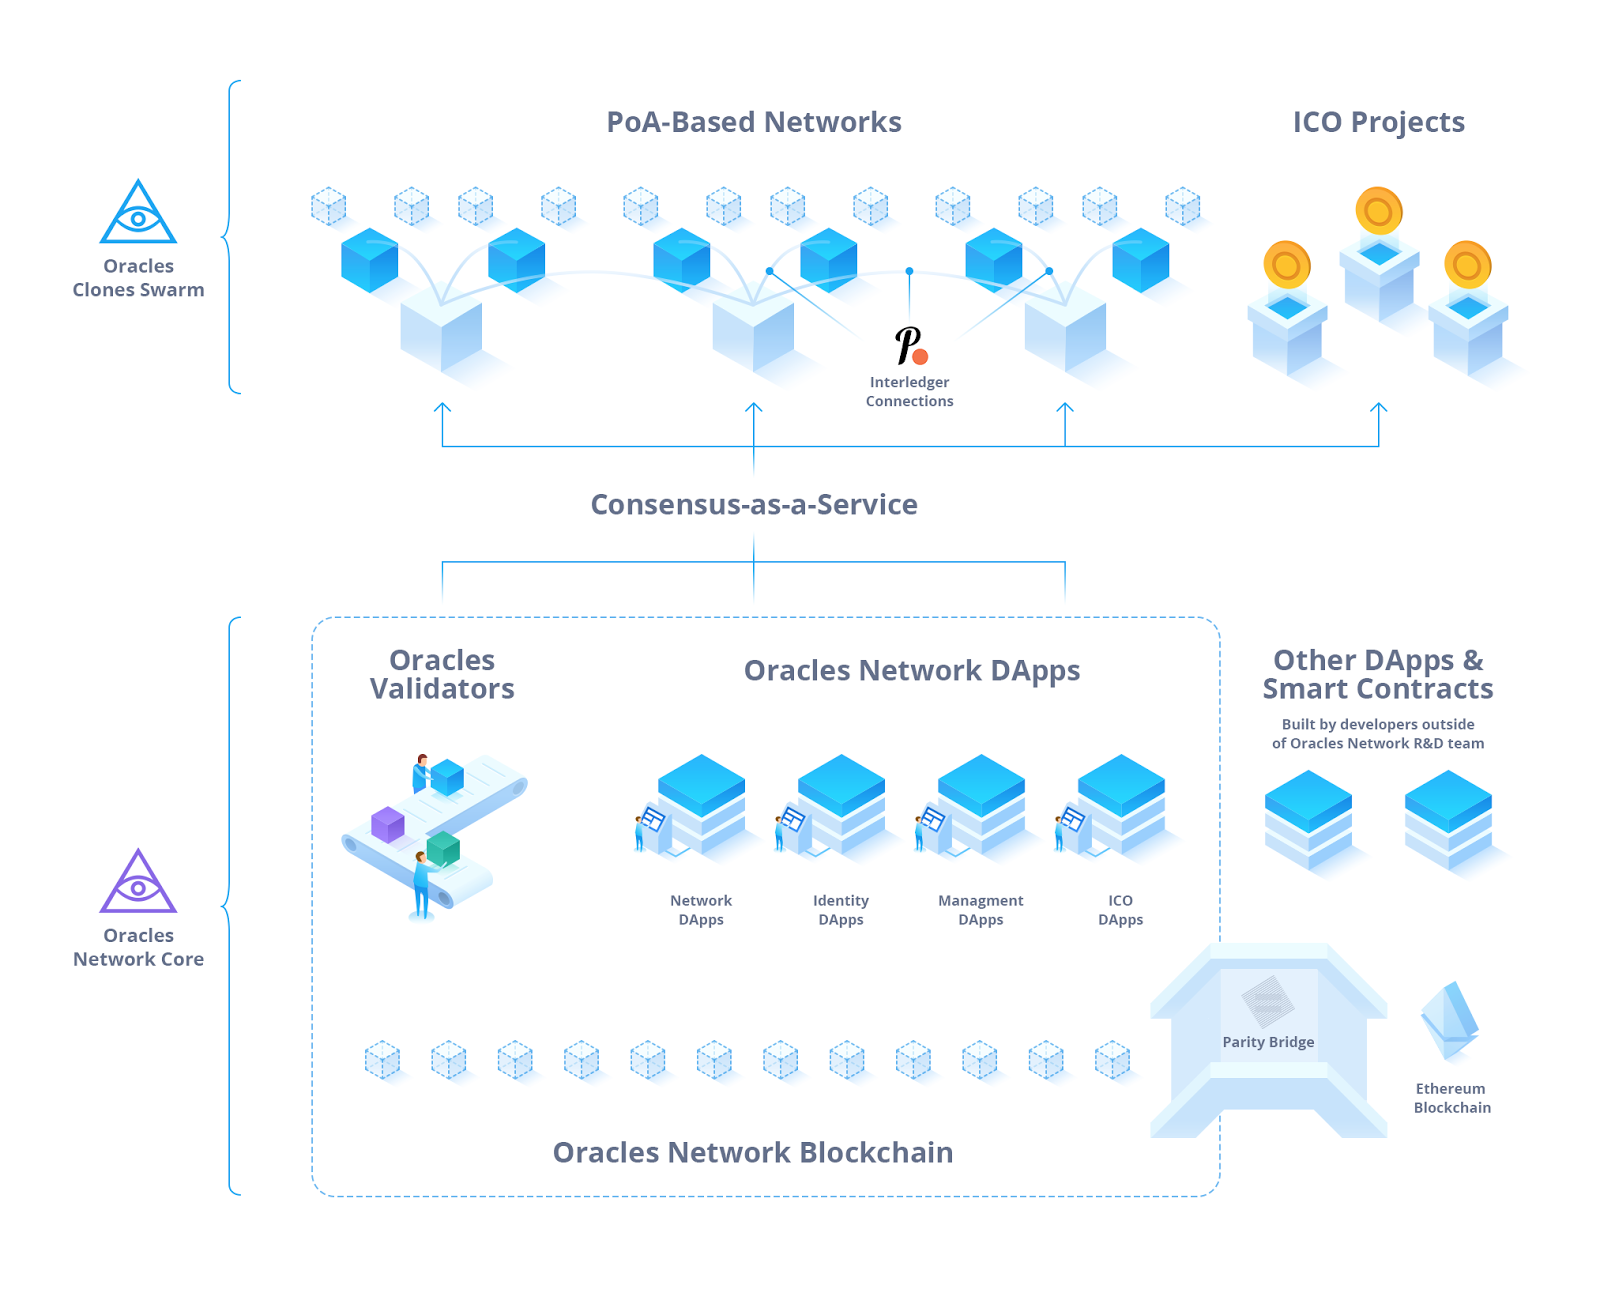 PoA-Based Networks
ICO Projects
Oracles
Clones Swarm
Interledger
Connections
Consensus-as-a-Service
Oracles
Validators
Oracles Network DApps
Other DApps &
Smart Contracts
Built by developers outside
of Oracles Network R&D team
Network
DApps
Identity
DApps
Managment
DApps
ICO
DApps
Oracles
Network Core
Parity Bridge
Ethereum
Blockchain
Oracles Network Blockchain